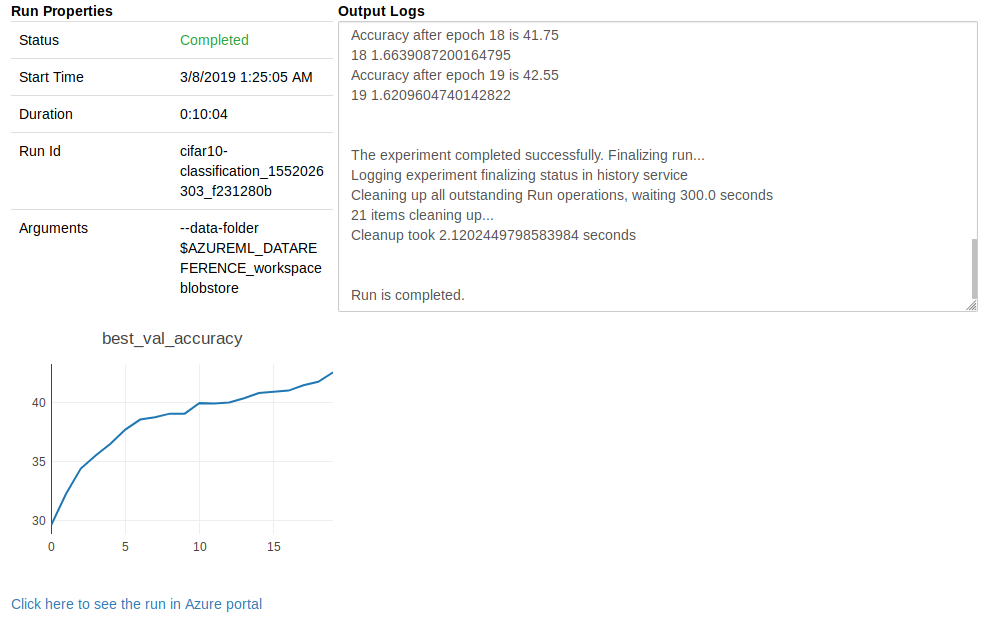 Run Properties
Status Completed
Start Time 3/8/2019 1:25:05 AM
Duration 0:10:04
Run Id cifar10-
classification_1552026
303_f231280b
Arguments --data-folder
$AZUREML_DATARE
FERENCE_workspace
blobstore
Output Logs
Accuracy after epoch 18 is 41.75
18 1.6639087200164795
Accuracy after epoch 19 is 42.55
19 1.6209604740142822
The experiment completed successfully. Finalizing run...
Logging experiment finalizing status in history service
Cleaning up all outstanding Run operations, waiting 300.0 seconds
21 items cleaning up...
Cleanup took 2.1202449798583984 seconds
Run is completed.
best_val_accuracy
40
35
30
0 5 10 15
Click here to see the run in Azure portal